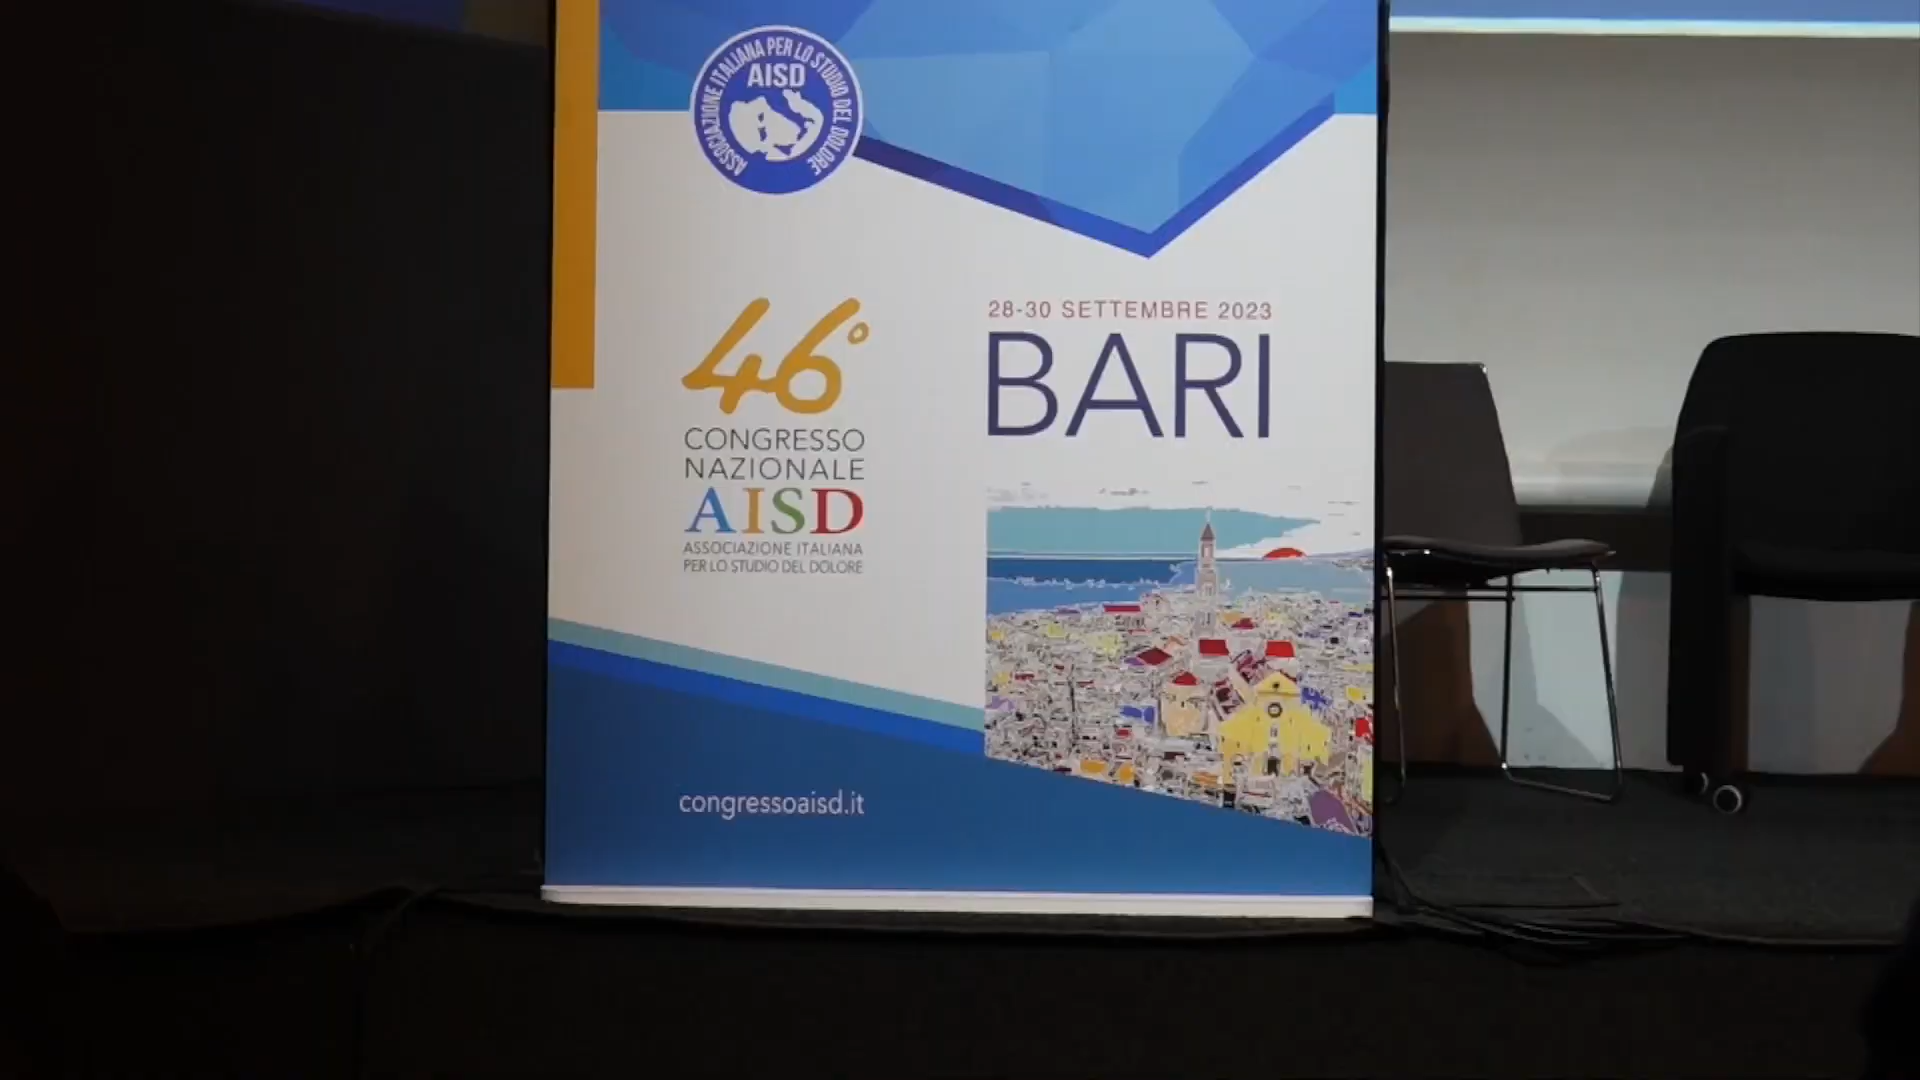 ASSOCIAZIONE ITALIANA PER LO STUDIO DEL DOLORE
AISD
46°
CONGRESSO
NAZIONALE
AISD
ASSOCIAZIONE ITALIANA
PER LO STUDIO DEL DOLORE
28-30 SETTEMBRE 2023
BARI
congressoaisd.it